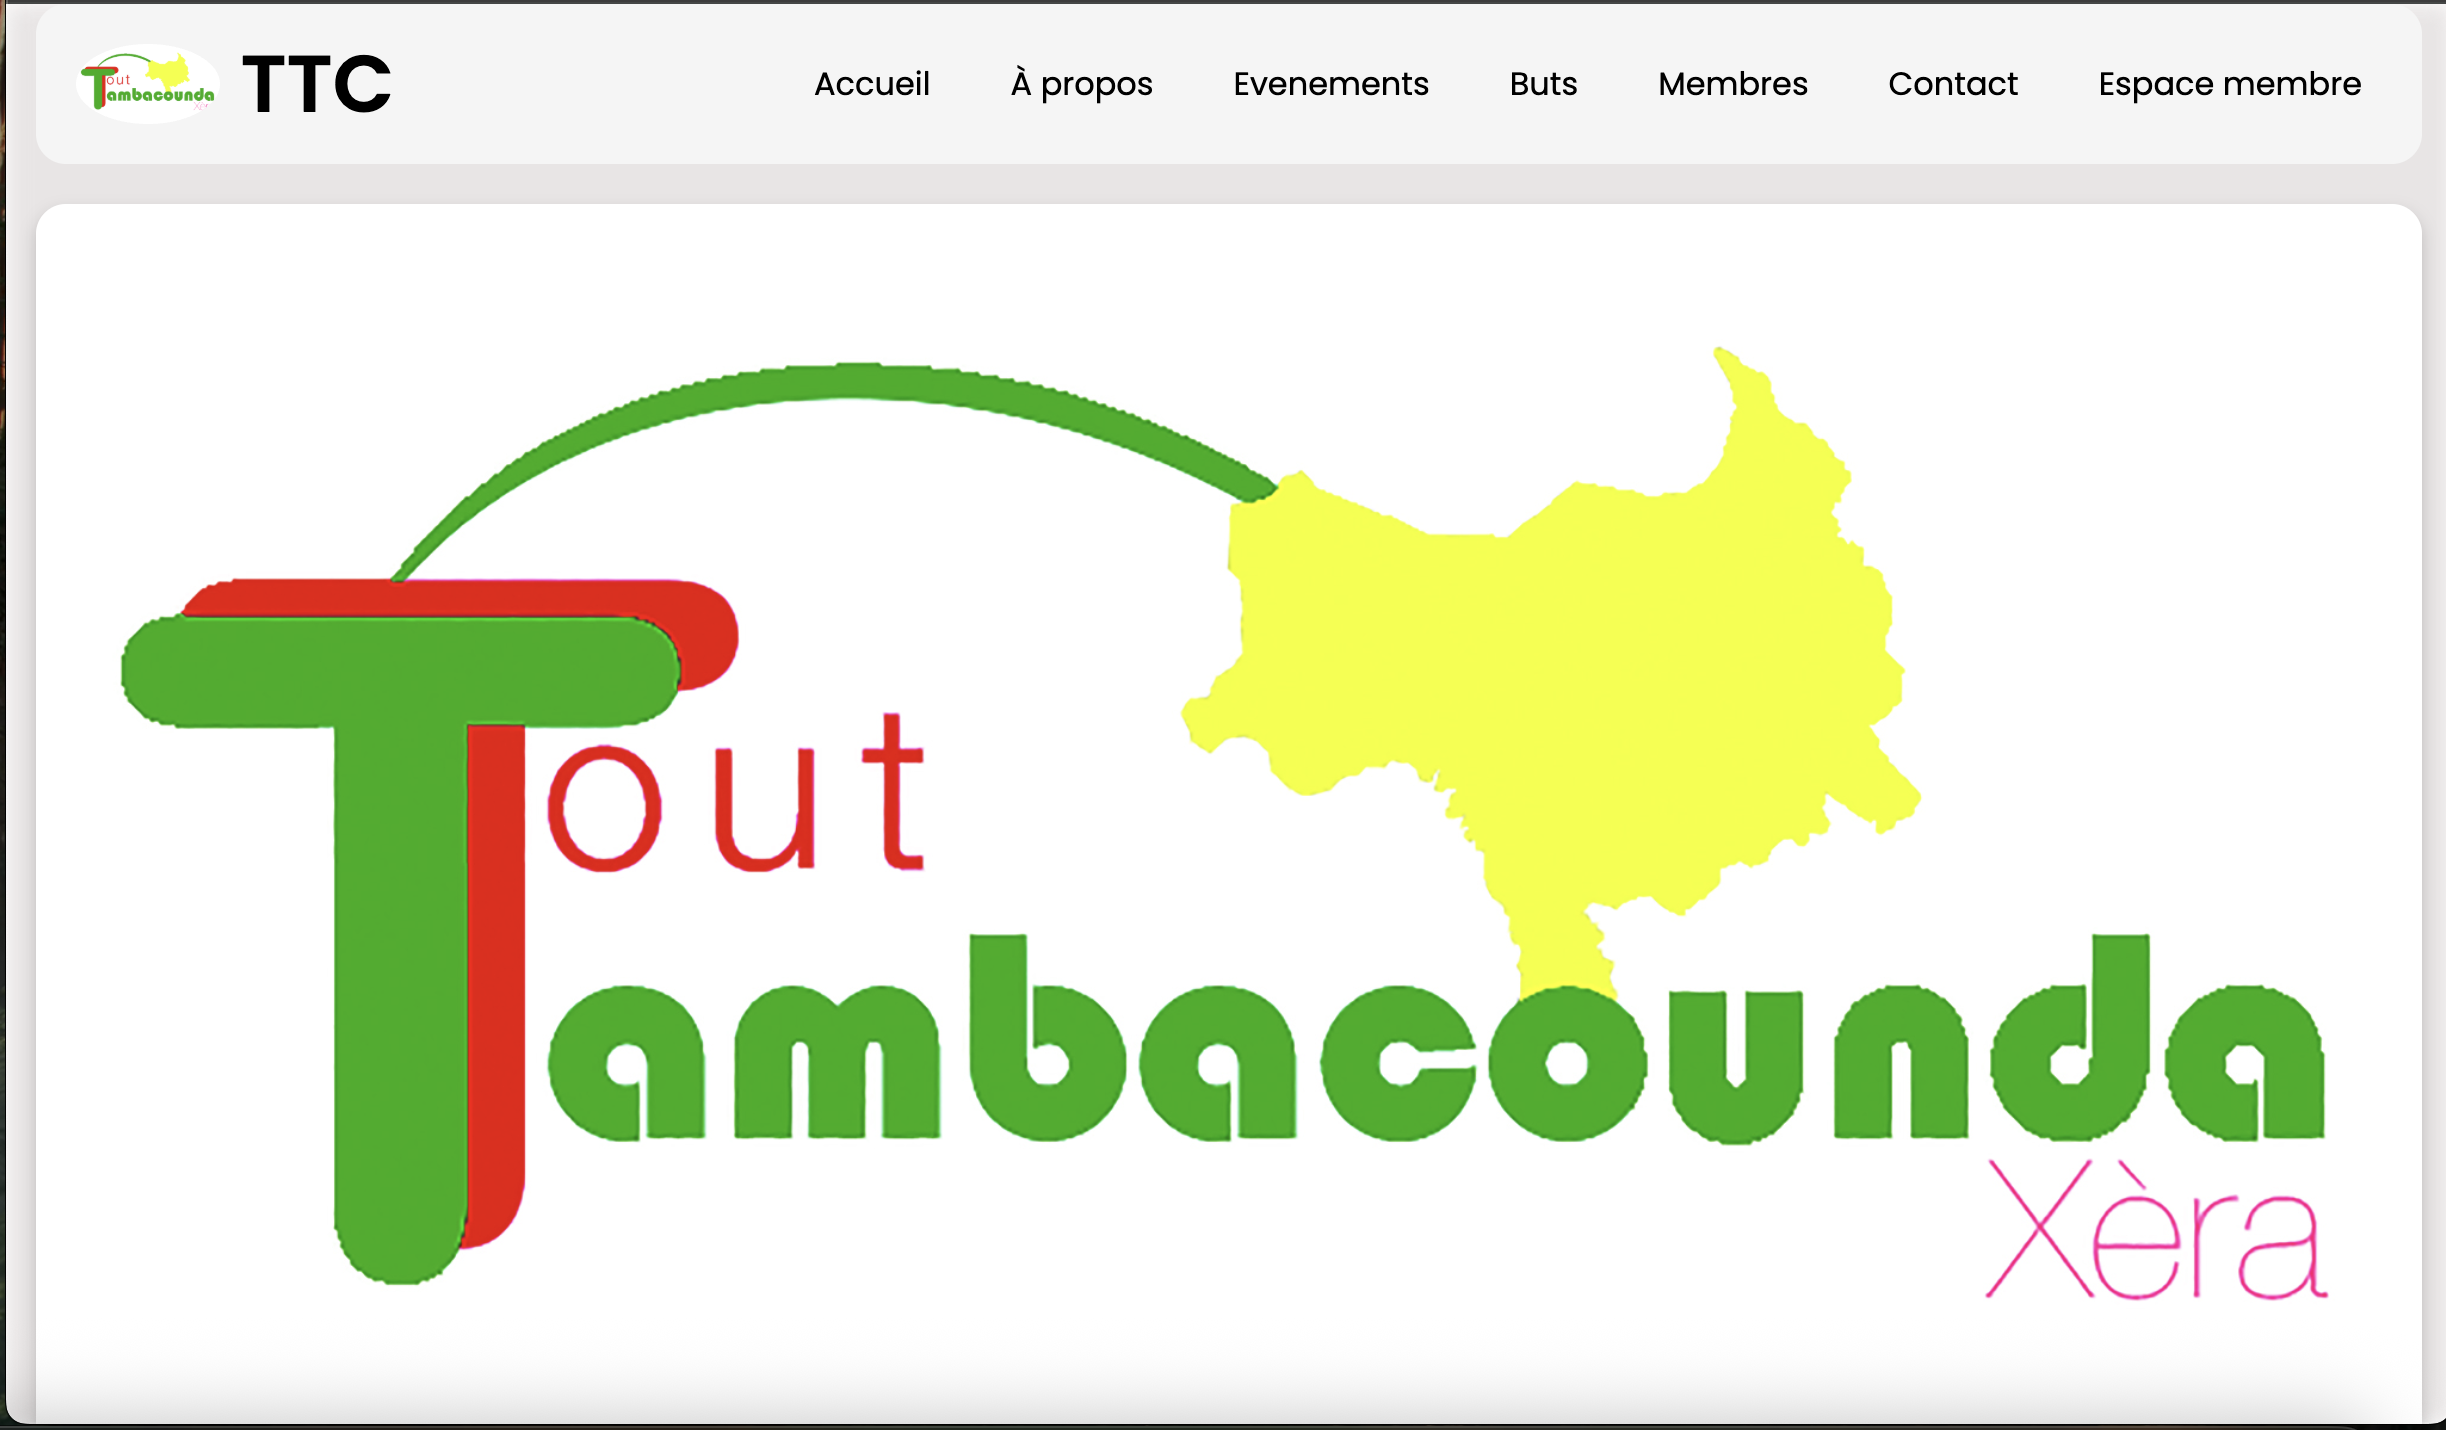 Tout
Tambacounda
Xèra
TTC
Accueil
À propos
Evenements
Buts
Membres
Contact
Espace membre
Tout
Tambacounda
Xèra